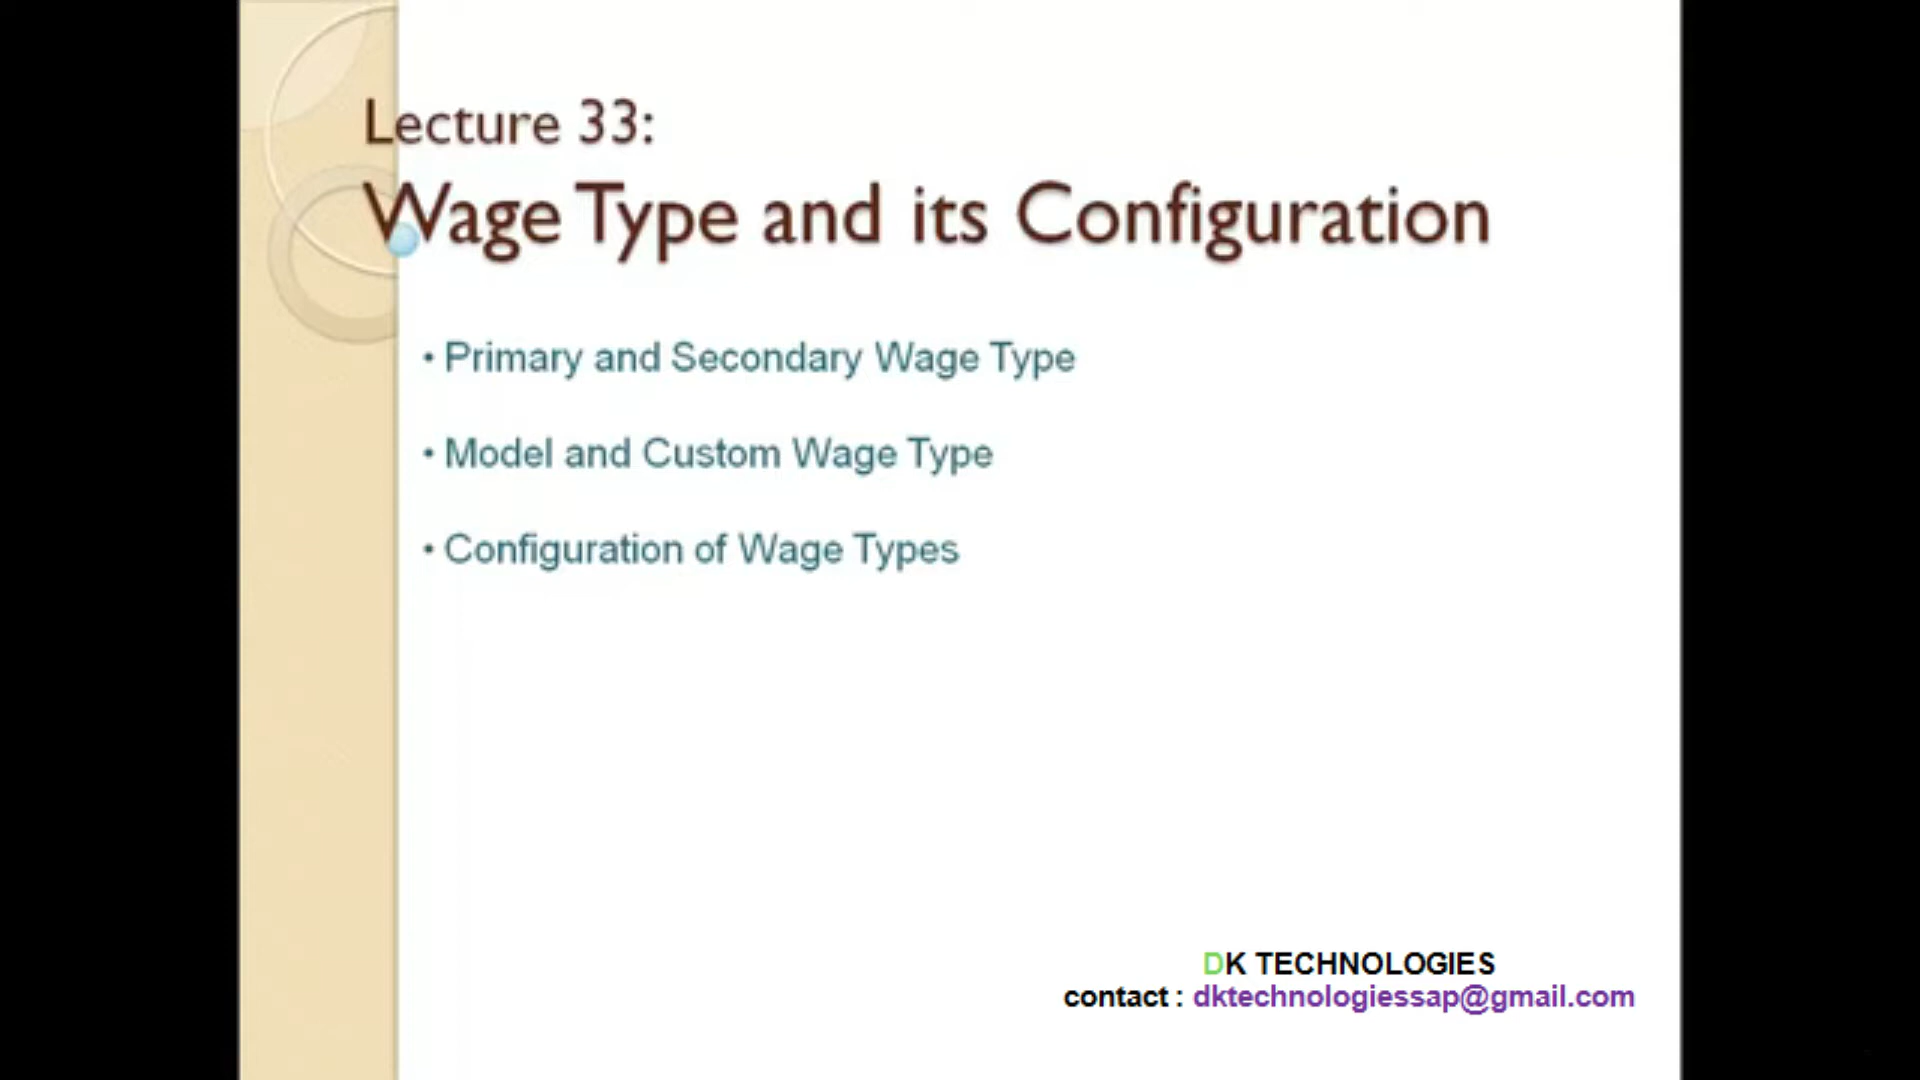 Lecture 33:
Wage Type and its Configuration
• Primary and Secondary Wage Type
• Model and Custom Wage Type
• Configuration of Wage Types
DK TECHNOLOGIES
contact : dktechnologiessap@gmail.com